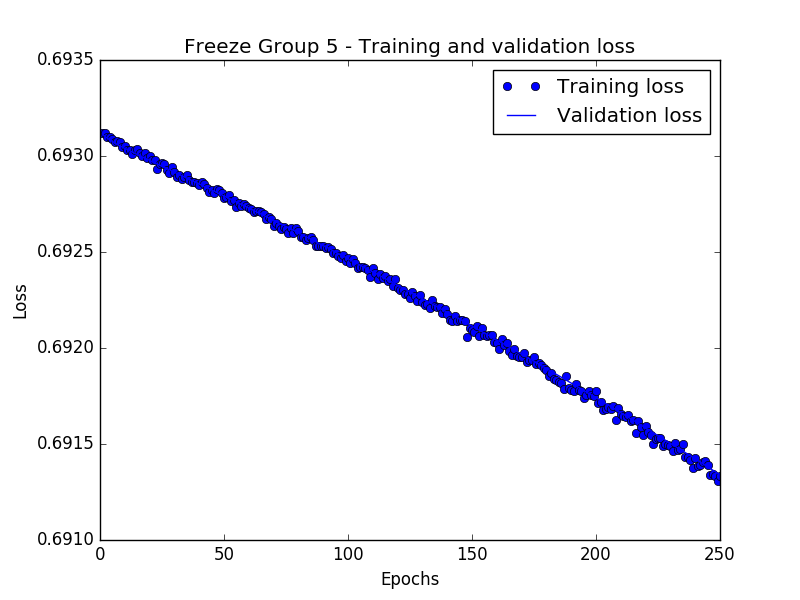 Freeze Group 5 - Training and validation loss
0.6935
Training loss
Validation loss
0.6930
0.6925
Loss
0.6920
0.6915
0.6910
0 50 100 150 200 250
Epochs